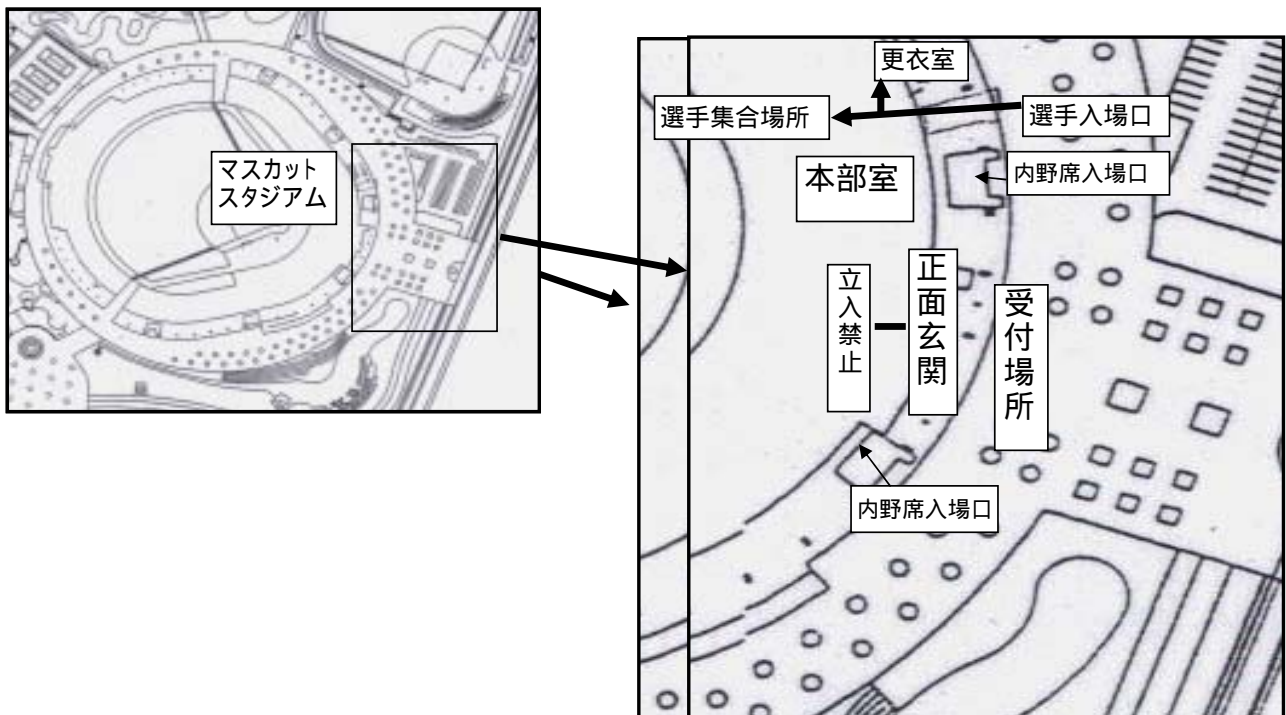 マスカット
スタジアム
更衣室
選手集合場所
選手入場口
本部室
内野席入場口
立入禁止
正面玄関
受付場所
内野席入場口